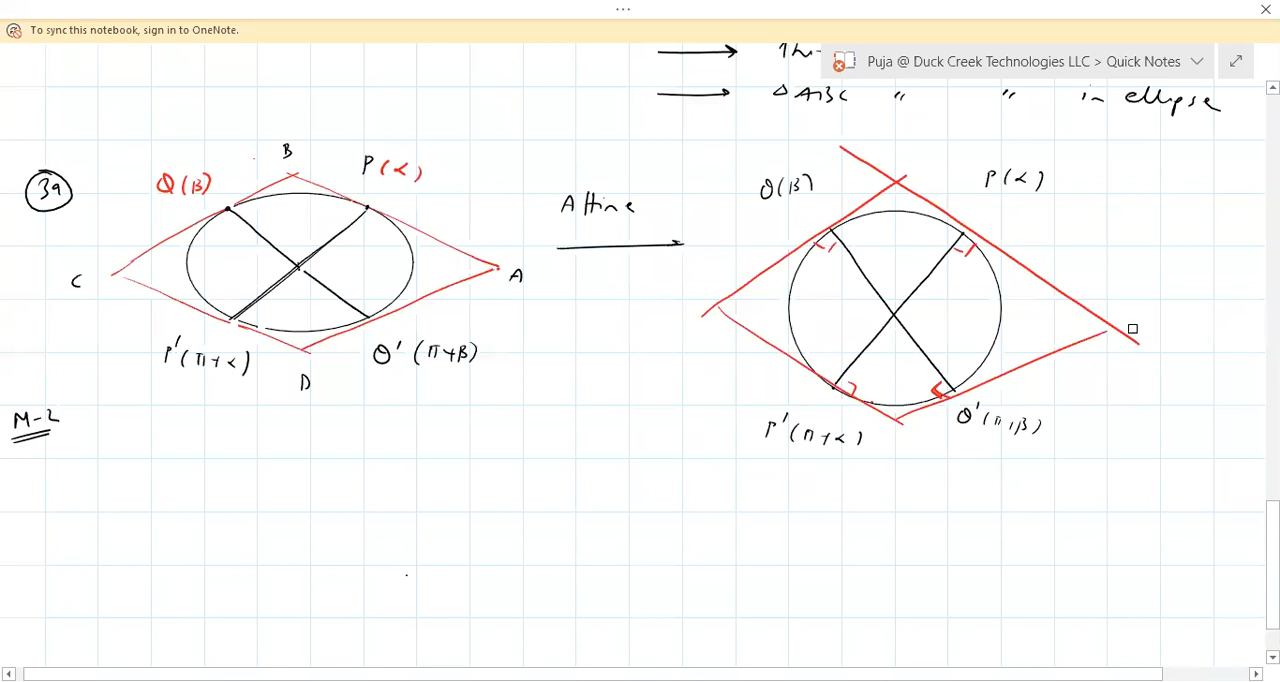 To sync this notebook, sign in to OneNote.
Puja @ Duck Creek Technologies LLC > Quick Notes
Δ ABC " " in ellipse
39
B
P(α)
Q(β)
C
A
P'(π+α)
Q'(π+β)
D
M-2
Affine
Q(β)
P(α)
P'(π+α)
Q'(π+β)